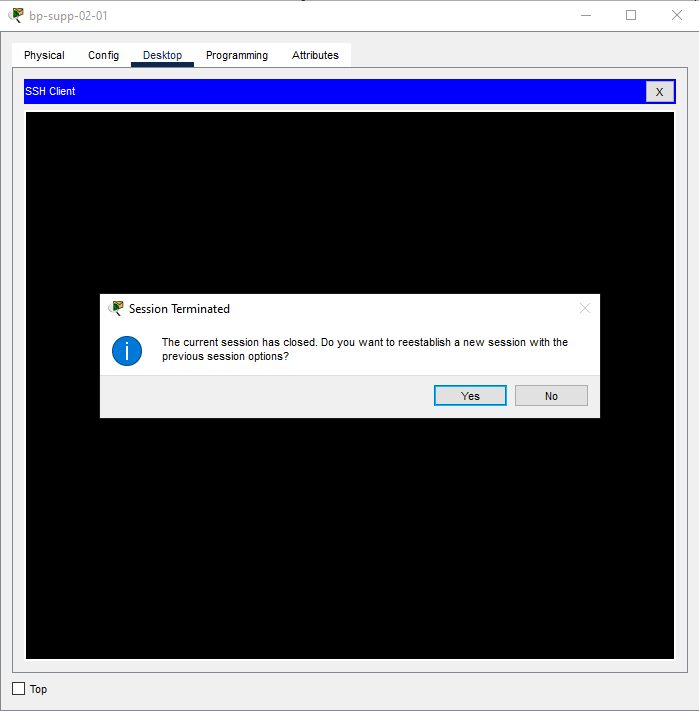 bp-supp-02-01
Physical Config Desktop Programming Attributes
SSH Client X
Session Terminated
The current session has closed. Do you want to reestablish a new session with the
previous session options?
Yes No
Top